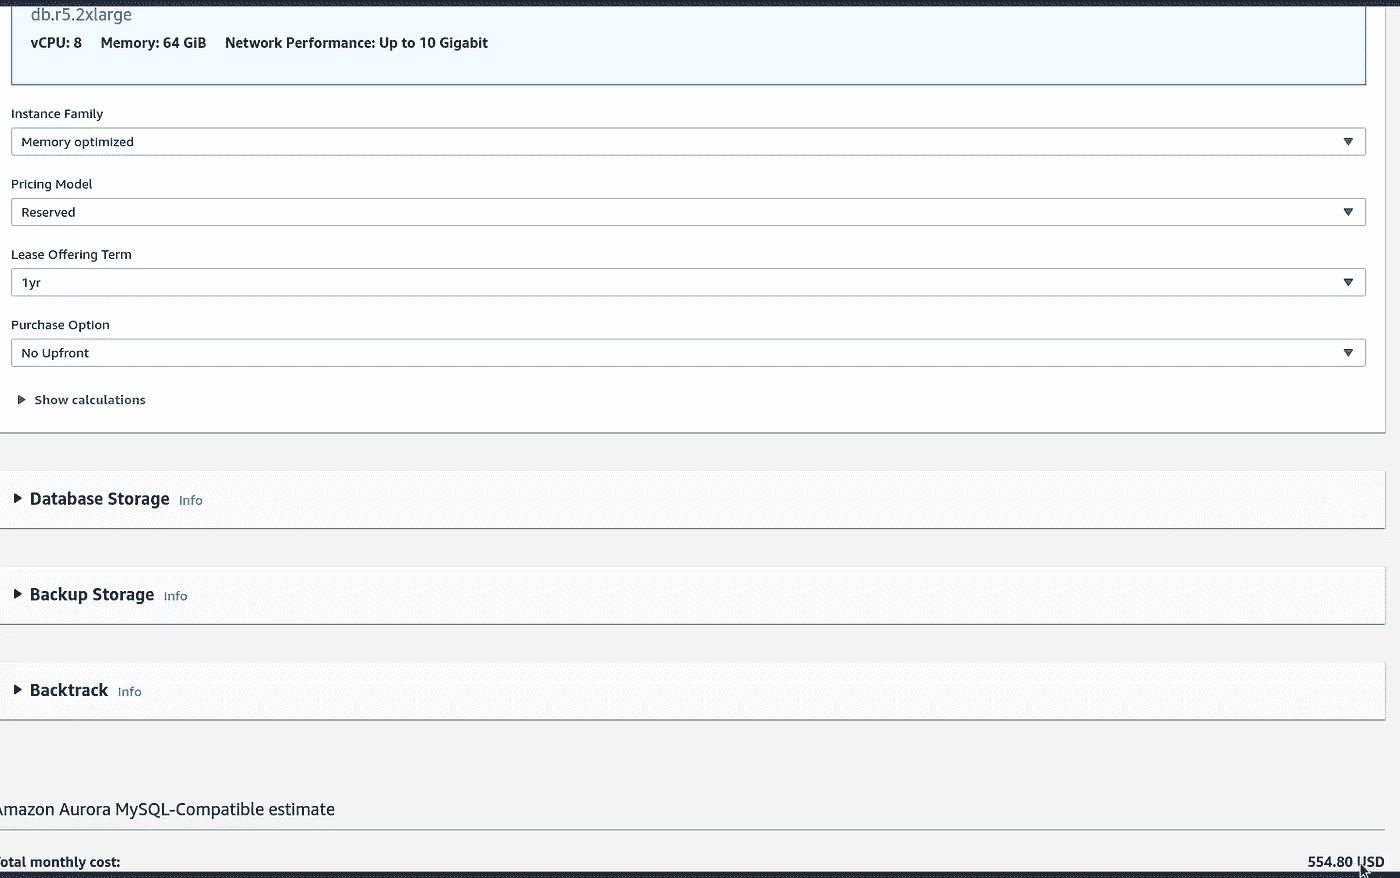 db.r5.2xlarge
vCPU: 8 Memory: 64 GiB Network Performance: Up to 10 Gigabit
Instance Family
Memory optimized
Pricing Model
Reserved
Lease Offering Term
1yr
Purchase Option
No Upfront
Show calculations
Database Storage Info
Backup Storage Info
Backtrack Info
Amazon Aurora MySQL-Compatible estimate
Total monthly cost: 554.80 USD